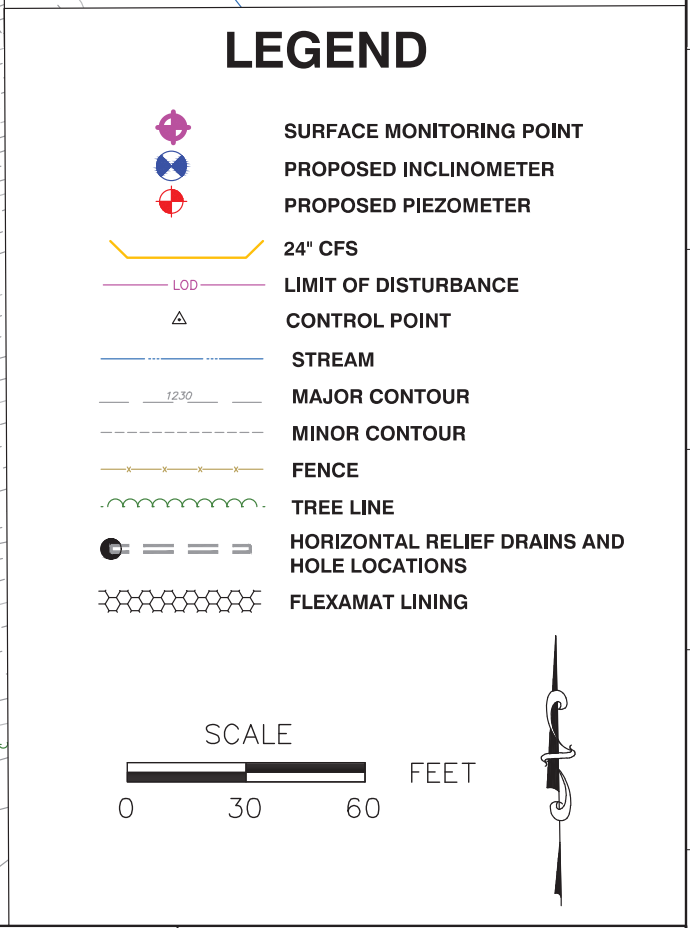 LEGEND
SURFACE MONITORING POINT
PROPOSED INCLINOMETER
PROPOSED PIEZOMETER
24" CFS
LOD LIMIT OF DISTURBANCE
CONTROL POINT
STREAM
1230 MAJOR CONTOUR
MINOR CONTOUR
x x x x FENCE
TREE LINE
HORIZONTAL RELIEF DRAINS AND
HOLE LOCATIONS
FLEXAMAT LINING
SCALE
FEET
0 30 60